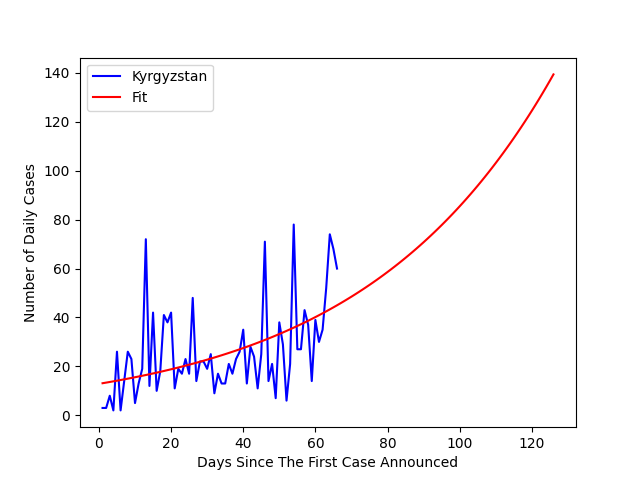 Kyrgyzstan
Fit
Number of Daily Cases
140
120
100
80
60
40
20
0
0 20 40 60 80 100 120
Days Since The First Case Announced